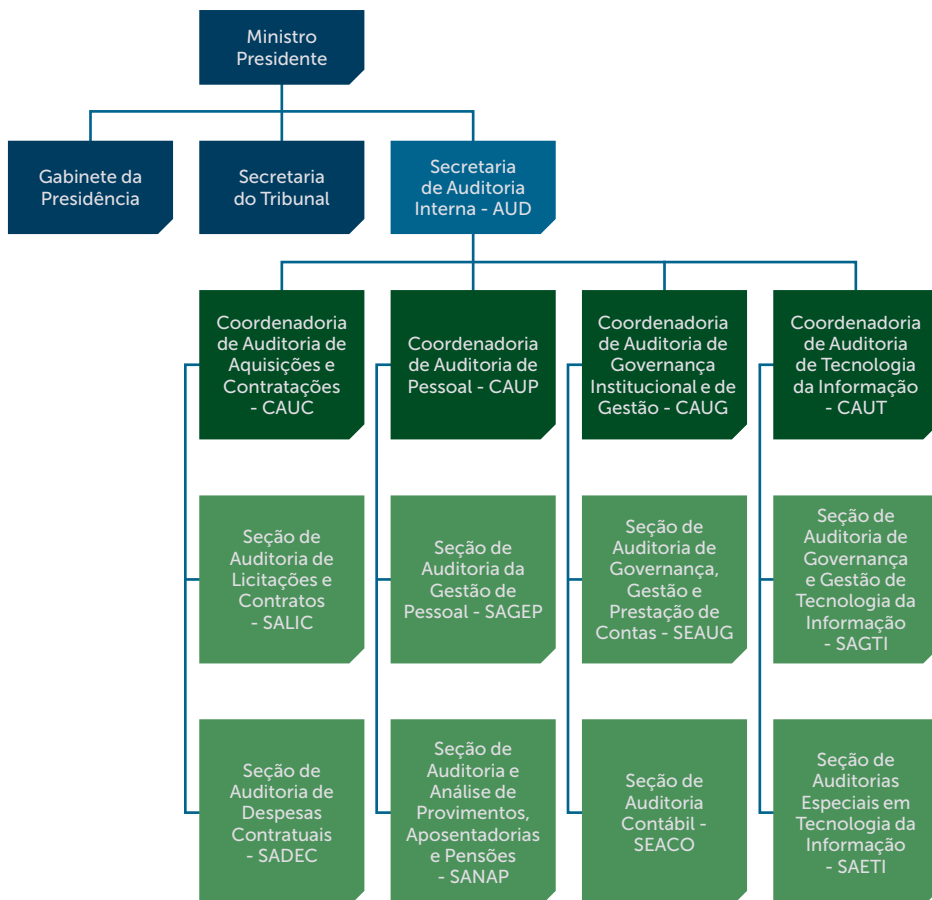 Ministro
Presidente
Gabinete da
Presidência
Secretaria
do Tribunal
Secretaria
de Auditoria
Interna - AUD
Coordenadoria
de Auditoria de
Aquisições e
Contratações
- CAUC
Coordenadoria
de Auditoria de
Pessoal - CAUP
Coordenadoria
de Auditoria de
Governança
Institucional e de
Gestão - CAUG
Coordenadoria
de Auditoria
de Tecnologia
da Informação
- CAUT
Seção de
Auditoria de
Licitações e
Contratos
- SALIC
Seção de
Auditoria da
Gestão de
Pessoal - SAGEP
Seção de
Auditoria de
Governança,
Gestão e
Prestação de
Contas - SEAUG
Seção de
Auditoria de
Governança
e Gestão de
Tecnologia da
Informação
- SAGTI
Seção de
Auditoria de
Despesas
Contratuais
- SADEC
Seção de
Auditoria e
Análise de
Provimentos,
Aposentadorias
e Pensões
- SANAP
Seção de
Auditoria
Contábil -
SEACO
Seção de
Auditorias
Especiais em
Tecnologia da
Informação
- SAETI